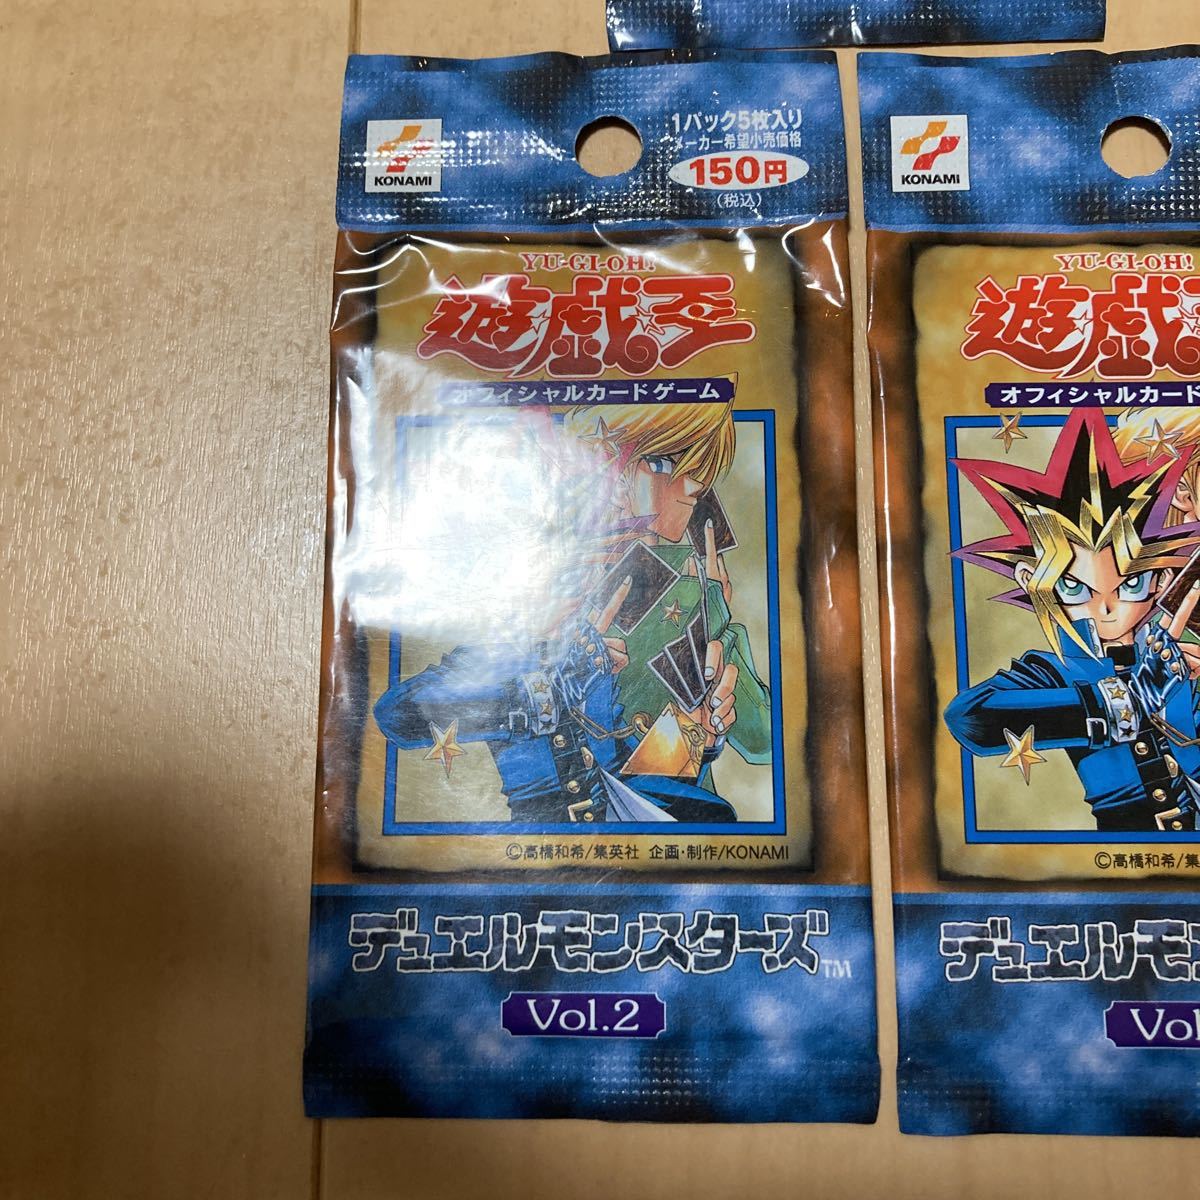 KONAMI
1パック5枚入り
メーカー希望小売価格
150円
(税込)
YU-GI-OH!
遊戯王
オフィシャルカードゲーム
©高橋和希/集英社 企画・制作/KONAMI
デュエルモンスターズ™
Vol.2
KONAMI
YU-GI-OH!
遊戯王
オフィシャルカード
©高橋和希/集
デュエルモン
Vol